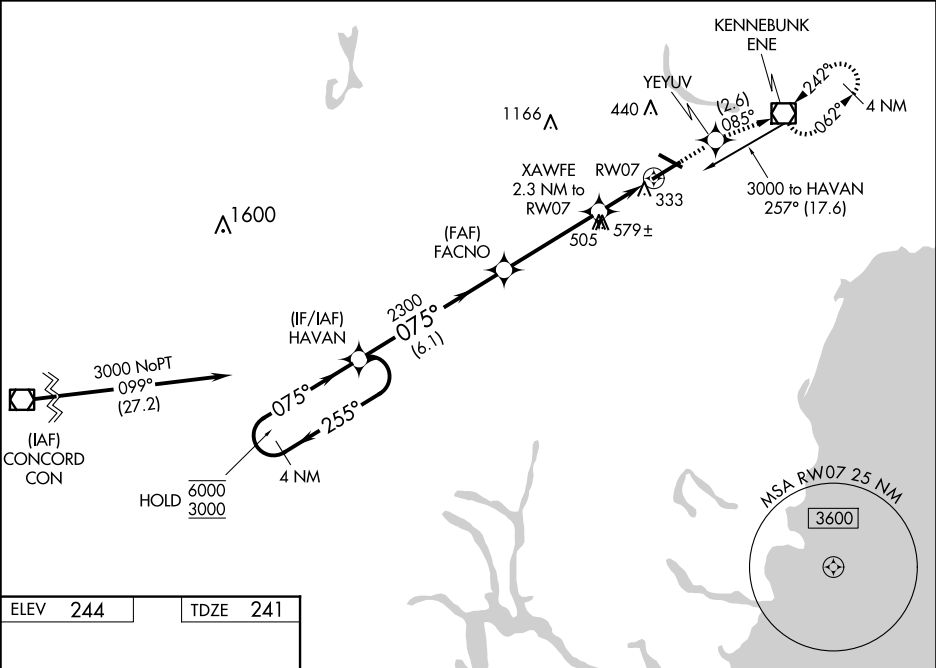 KENNEBUNK
ENE
YEYUV
242°
(2.6)
085°
062°
4 NM
1166
440
XAWFE
2.3 NM to
RW07
RW07
333
3000 to HAVAN
257° (17.6)
1600
505
579±
(FAF)
FACNO
(IF/IAF)
HAVAN
2300
075°
(6.1)
3000 NoPT
099°
(27.2)
075°
255°
(IAF)
CONCORD
CON
4 NM
HOLD
6000
3000
MSA RW07 25 NM
3600
ELEV 244
TDZE 241